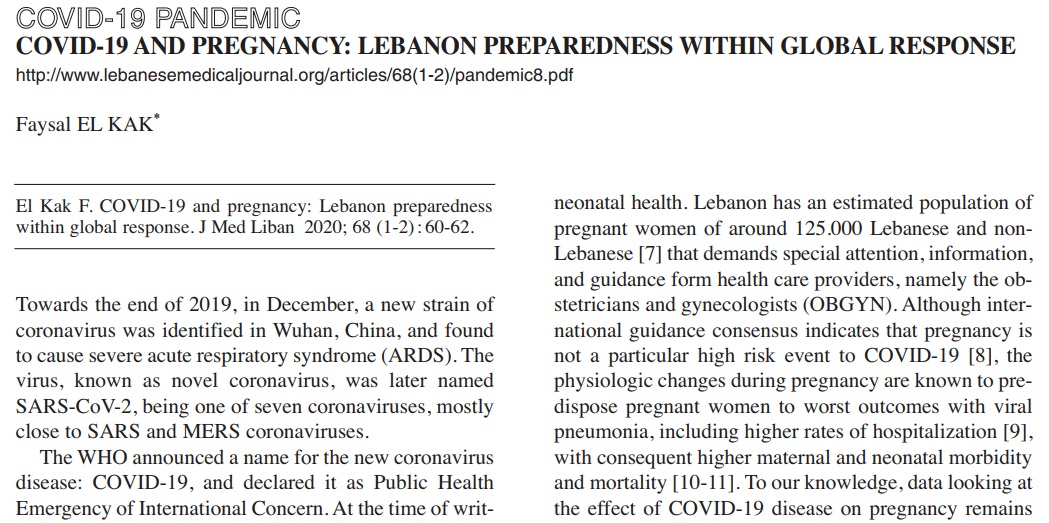 COVID-19 PANDEMIC
COVID-19 AND PREGNANCY: LEBANON PREPAREDNESS WITHIN GLOBAL RESPONSE
http://www.lebanesemedicaljournal.org/articles/68(1-2)/pandemic8.pdf
Faysal EL KAK*
El Kak F. COVID-19 and pregnancy: Lebanon preparedness
within global response. J Med Liban 2020; 68 (1-2) : 60-62.
Towards the end of 2019, in December, a new strain of
coronavirus was identified in Wuhan, China, and found
to cause severe acute respiratory syndrome (ARDS). The
virus, known as novel coronavirus, was later named
SARS-CoV-2, being one of seven coronaviruses, mostly
close to SARS and MERS coronaviruses.
The WHO announced a name for the new coronavirus
disease: COVID-19, and declared it as Public Health
Emergency of International Concern. At the time of writ-
neonatal health. Lebanon has an estimated population of
pregnant women of around 125.000 Lebanese and non-
Lebanese [7] that demands special attention, information,
and guidance form health care providers, namely the ob-
stetricians and gynecologists (OBGYN). Although inter-
national guidance consensus indicates that pregnancy is
not a particular high risk event to COVID-19 [8], the
physiologic changes during pregnancy are known to pre-
dispose pregnant women to worst outcomes with viral
pneumonia, including higher rates of hospitalization [9],
with consequent higher maternal and neonatal morbidity
and mortality [10-11]. To our knowledge, data looking at
the effect of COVID-19 disease on pregnancy remains